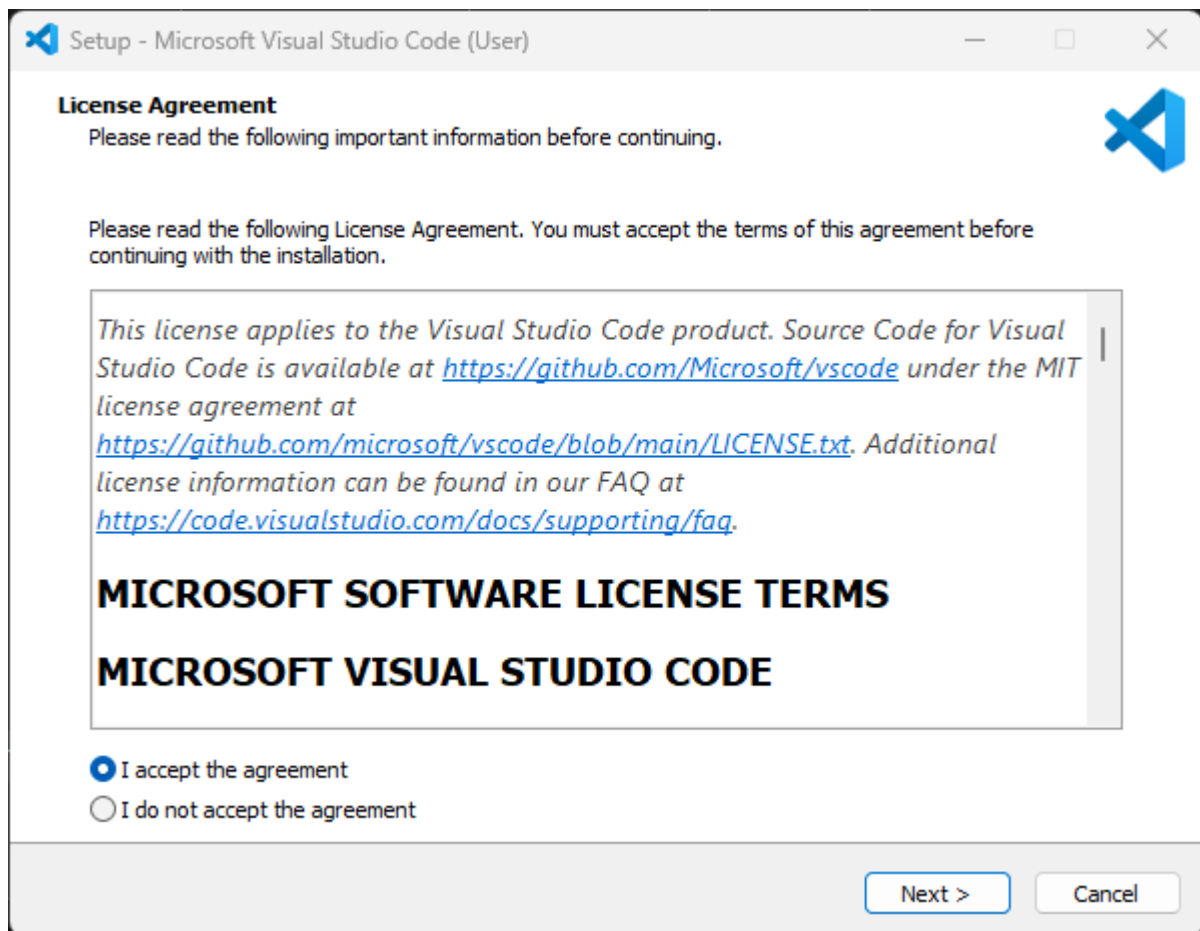 Setup - Microsoft Visual Studio Code (User)
License Agreement
Please read the following important information before continuing.
Please read the following License Agreement. You must accept the terms of this agreement before
continuing with the installation.
This license applies to the Visual Studio Code product. Source Code for Visual
Studio Code is available at https://github.com/Microsoft/vscode under the MIT
license agreement at
https://github.com/microsoft/vscode/blob/main/LICENSE.txt. Additional
license information can be found in our FAQ at
https://code.visualstudio.com/docs/supporting/faq.
MICROSOFT SOFTWARE LICENSE TERMS
MICROSOFT VISUAL STUDIO CODE
I accept the agreement
I do not accept the agreement
Next >
Cancel